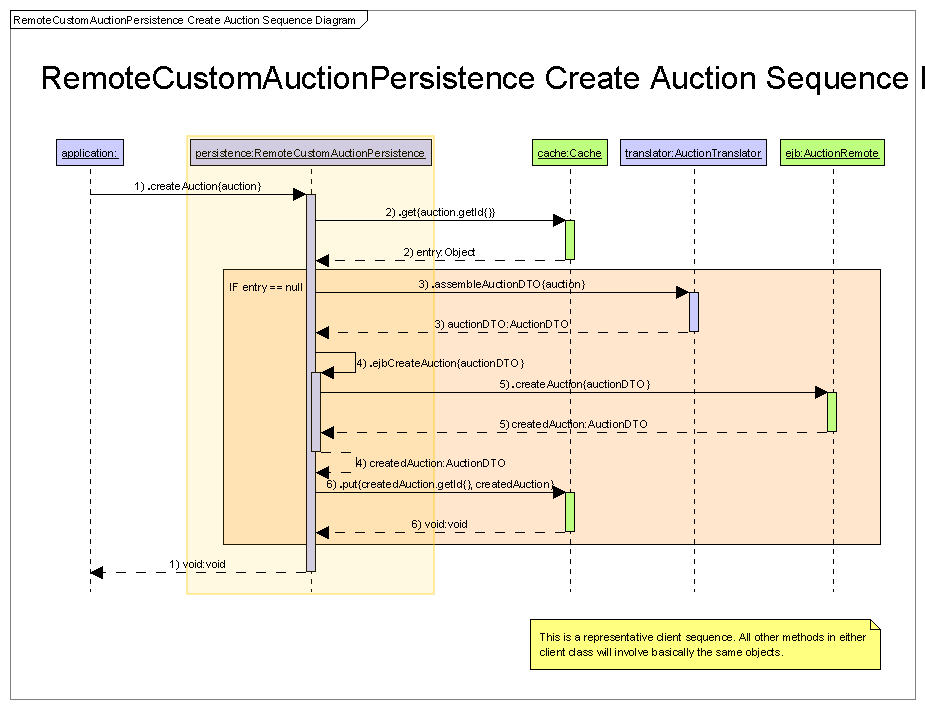 RemoteCustomAuctionPersistence Create Auction Sequence Diagram
RemoteCustomAuctionPersistence Create Auction Sequence
application:
persistence:RemoteCustomAuctionPersistence
cache:Cache
translator:AuctionTranslator
ejb:AuctionRemote
1) .createAuction{auction}
2) .get{auction.getId{}}
2) entry:Object
IF entry == null
3) .assembleAuctionDTO{auction}
3) auctionDTO:AuctionDTO
4) .ejbCreateAuction{auctionDTO}
5) .createAuction{auctionDTO}
5) createdAuction:AuctionDTO
4) createdAuction:AuctionDTO
6) .put{createdAuction.getId{}, createdAuction}
6) void:void
1) void:void
This is a representative client sequence. All other methods in either
client class will involve basically the same objects.